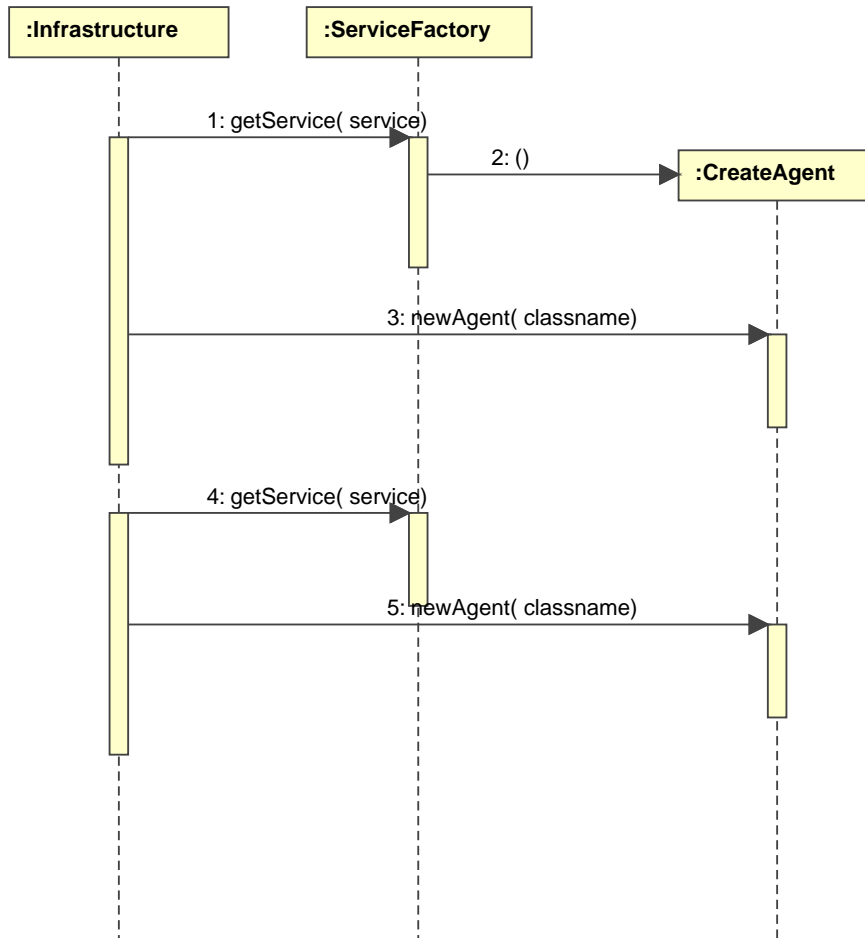 :Infrastructure
:ServiceFactory
1: getService( service)
2: ()
:CreateAgent
3: newAgent( classname)
4: getService( service)
5: newAgent( classname)